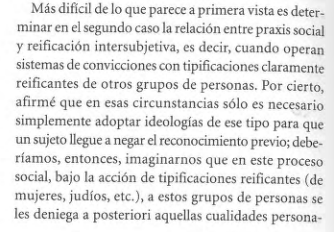 Más difícil de lo que parece a primera vista es deter-
minar en el segundo caso la relación entre praxis social
y reificación intersubjetiva, es decir, cuando operan
sistemas de convicciones con tipificaciones claramente
reificantes de otros grupos de personas. Por cierto,
afirmé que en esas circunstancias sólo es necesario
simplemente adoptar ideologías de ese tipo para que
un sujeto llegue a negar el reconocimiento previo; debe-
ríamos, entonces, imaginarnos que en este proceso
social, bajo la acción de tipificaciones reificantes (de
mujeres, judíos, etc.), a estos grupos de personas se
les deniega a posteriori aquellas cualidades persona-